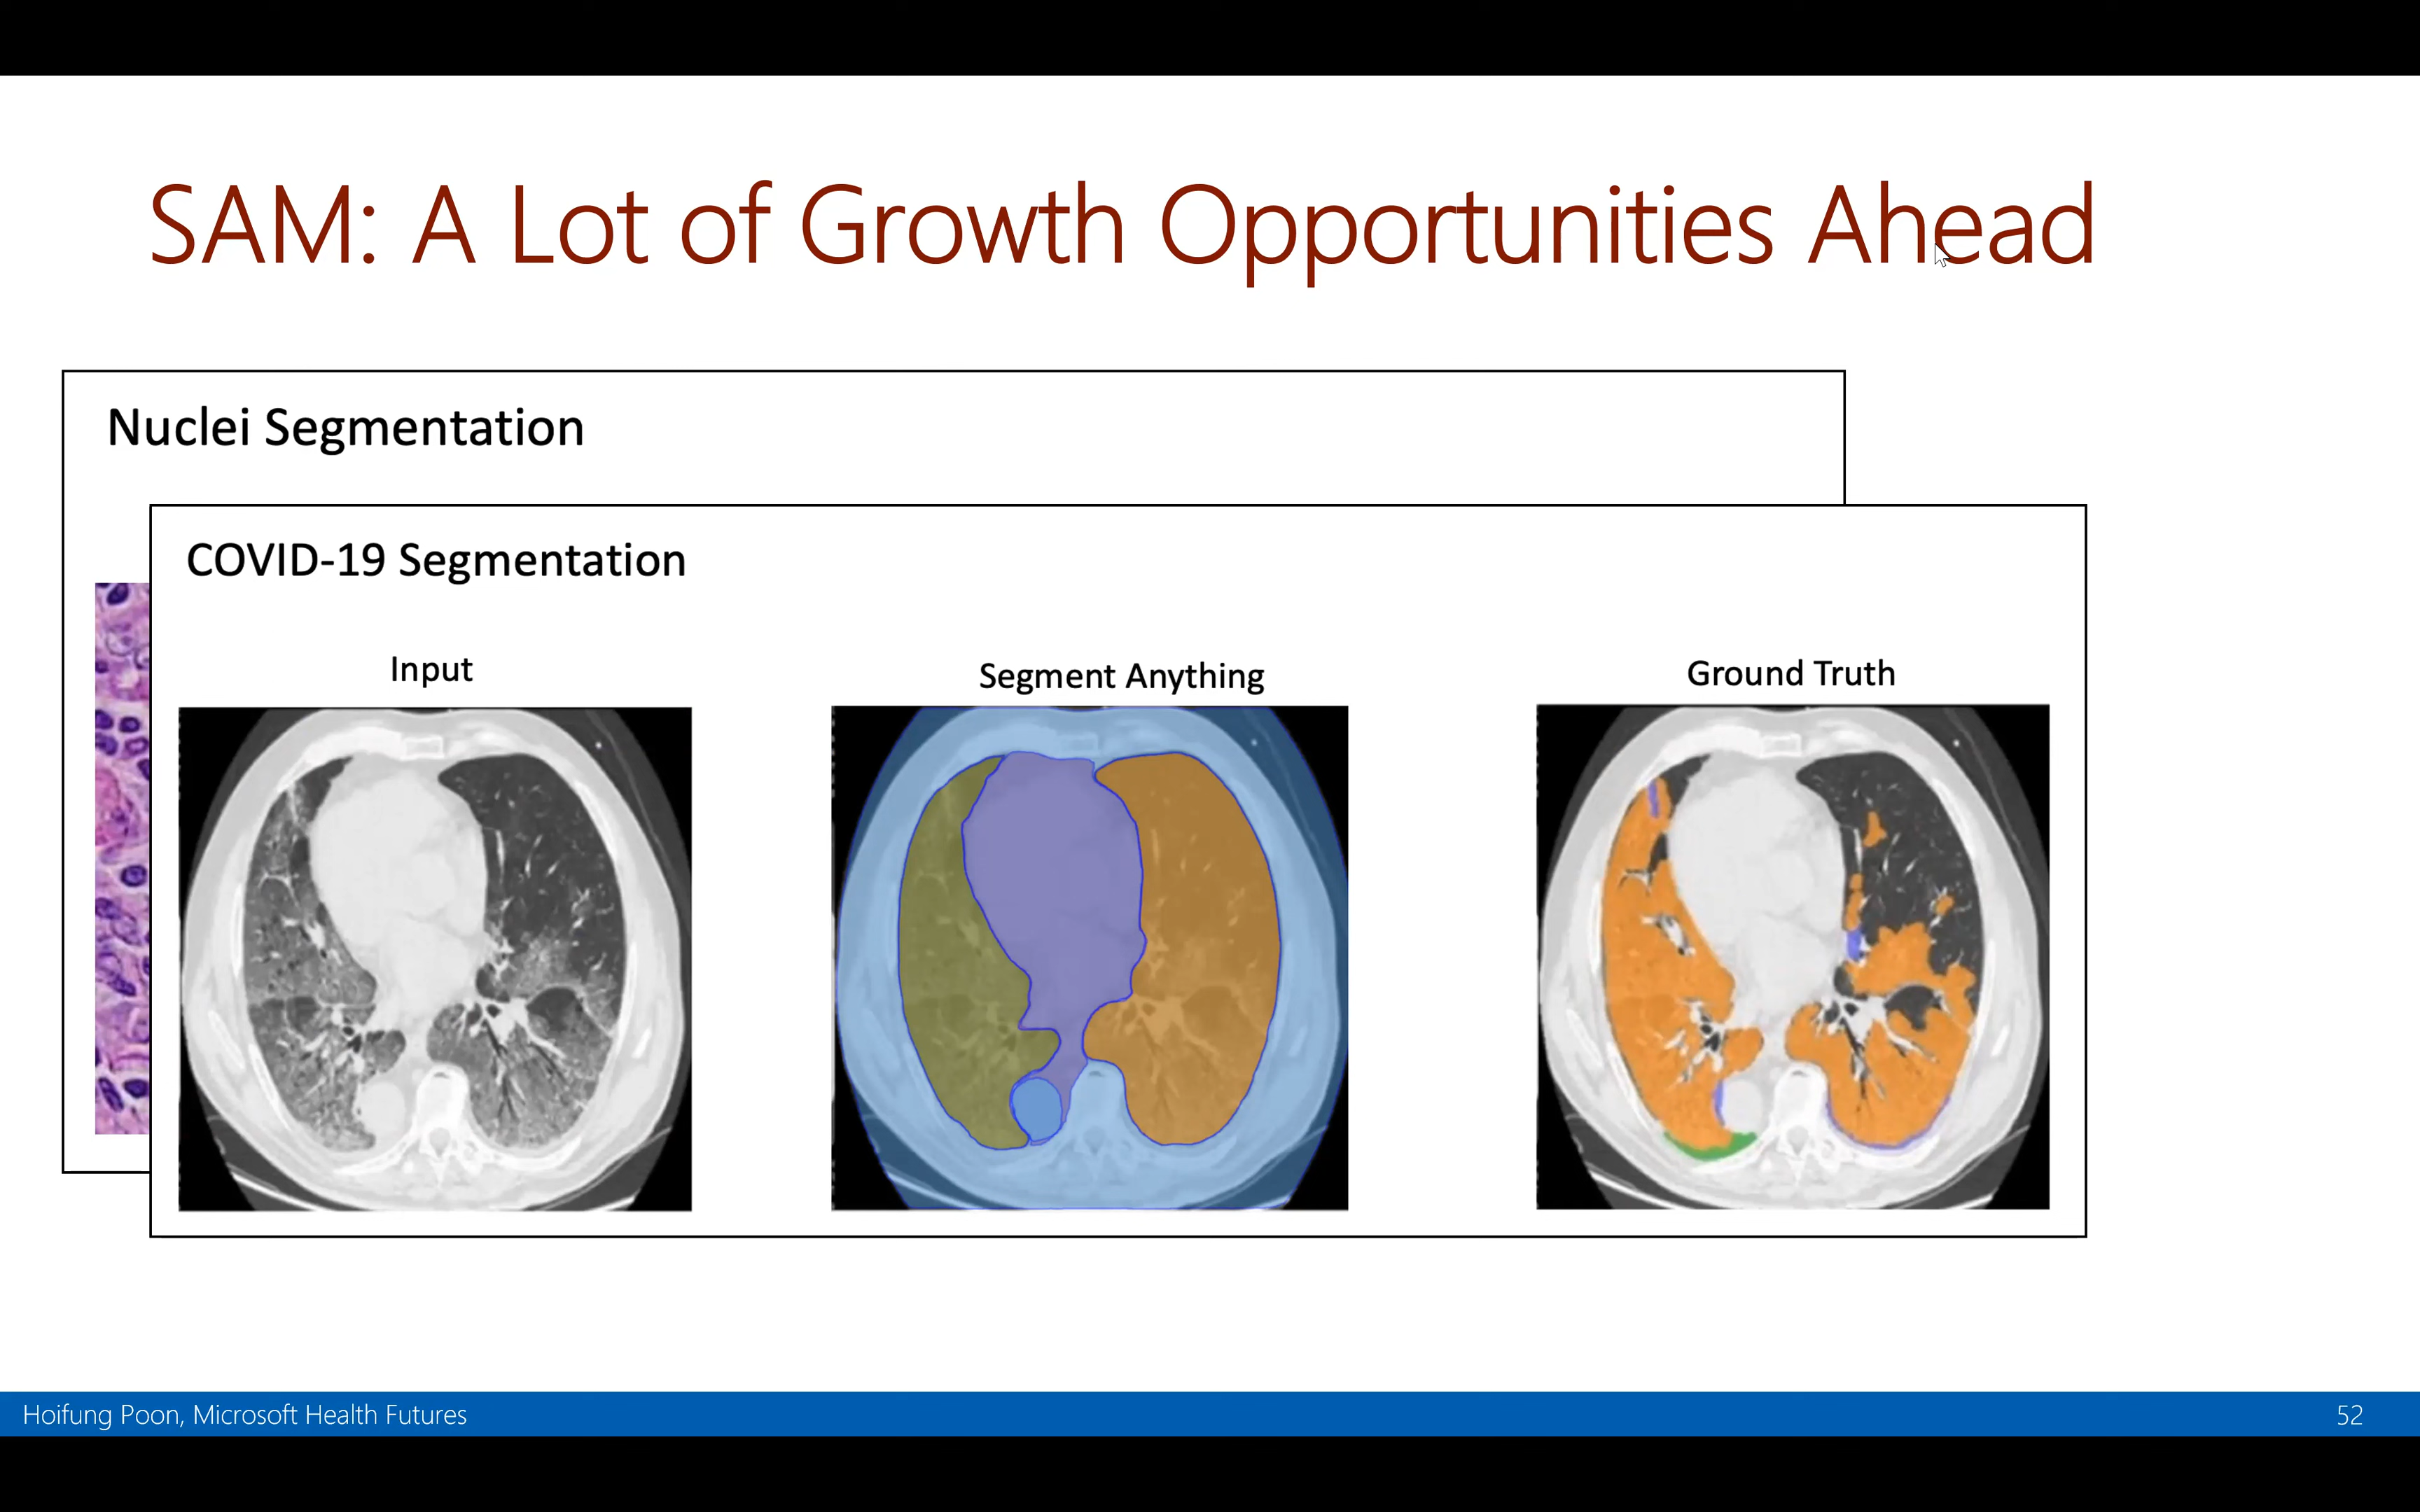 SAM: A Lot of Growth Opportunities Ahead
Nuclei Segmentation
COVID-19 Segmentation
Input
Segment Anything
Ground Truth
Hoifung Poon, Microsoft Health Futures
52